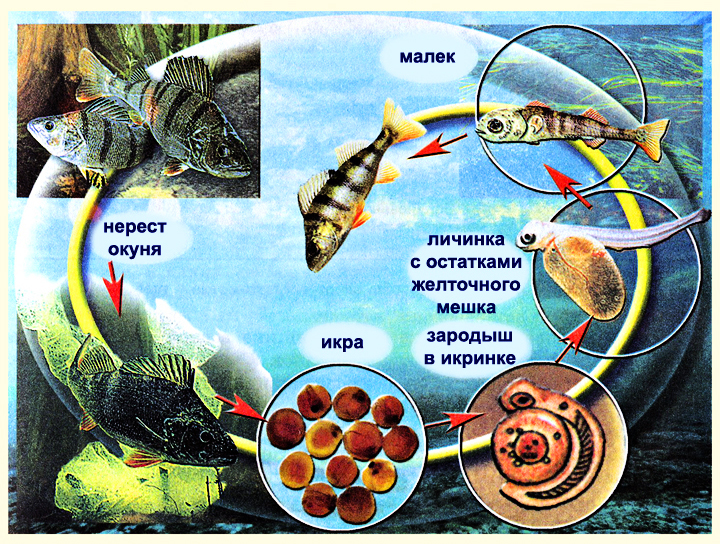 малек
нерест
окуня
личинка
с остатками
желточного
мешка
икра
зародыш
в икринке